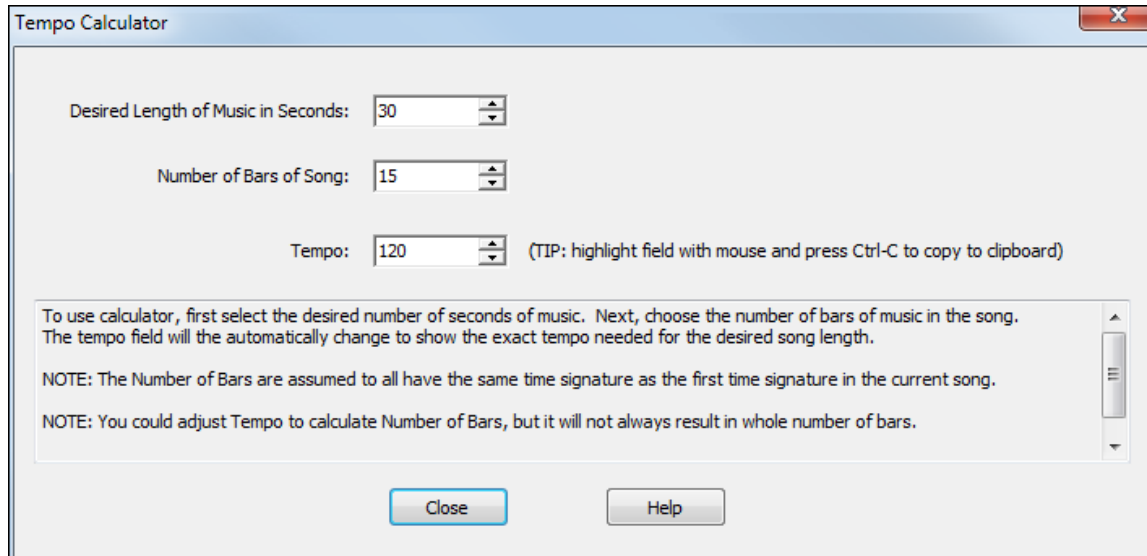 Tempo Calculator
X
Desired Length of Music in Seconds: 30
Number of Bars of Song: 15
Tempo: 120 (TIP: highlight field with mouse and press Ctrl-C to copy to clipboard)
To use calculator, first select the desired number of seconds of music.  Next, choose the number of bars of music in the song.
The tempo field will the automatically change to show the exact tempo needed for the desired song length.
NOTE: The Number of Bars are assumed to all have the same time signature as the first time signature in the current song.
NOTE: You could adjust Tempo to calculate Number of Bars, but it will not always result in whole number of bars.
Close Help